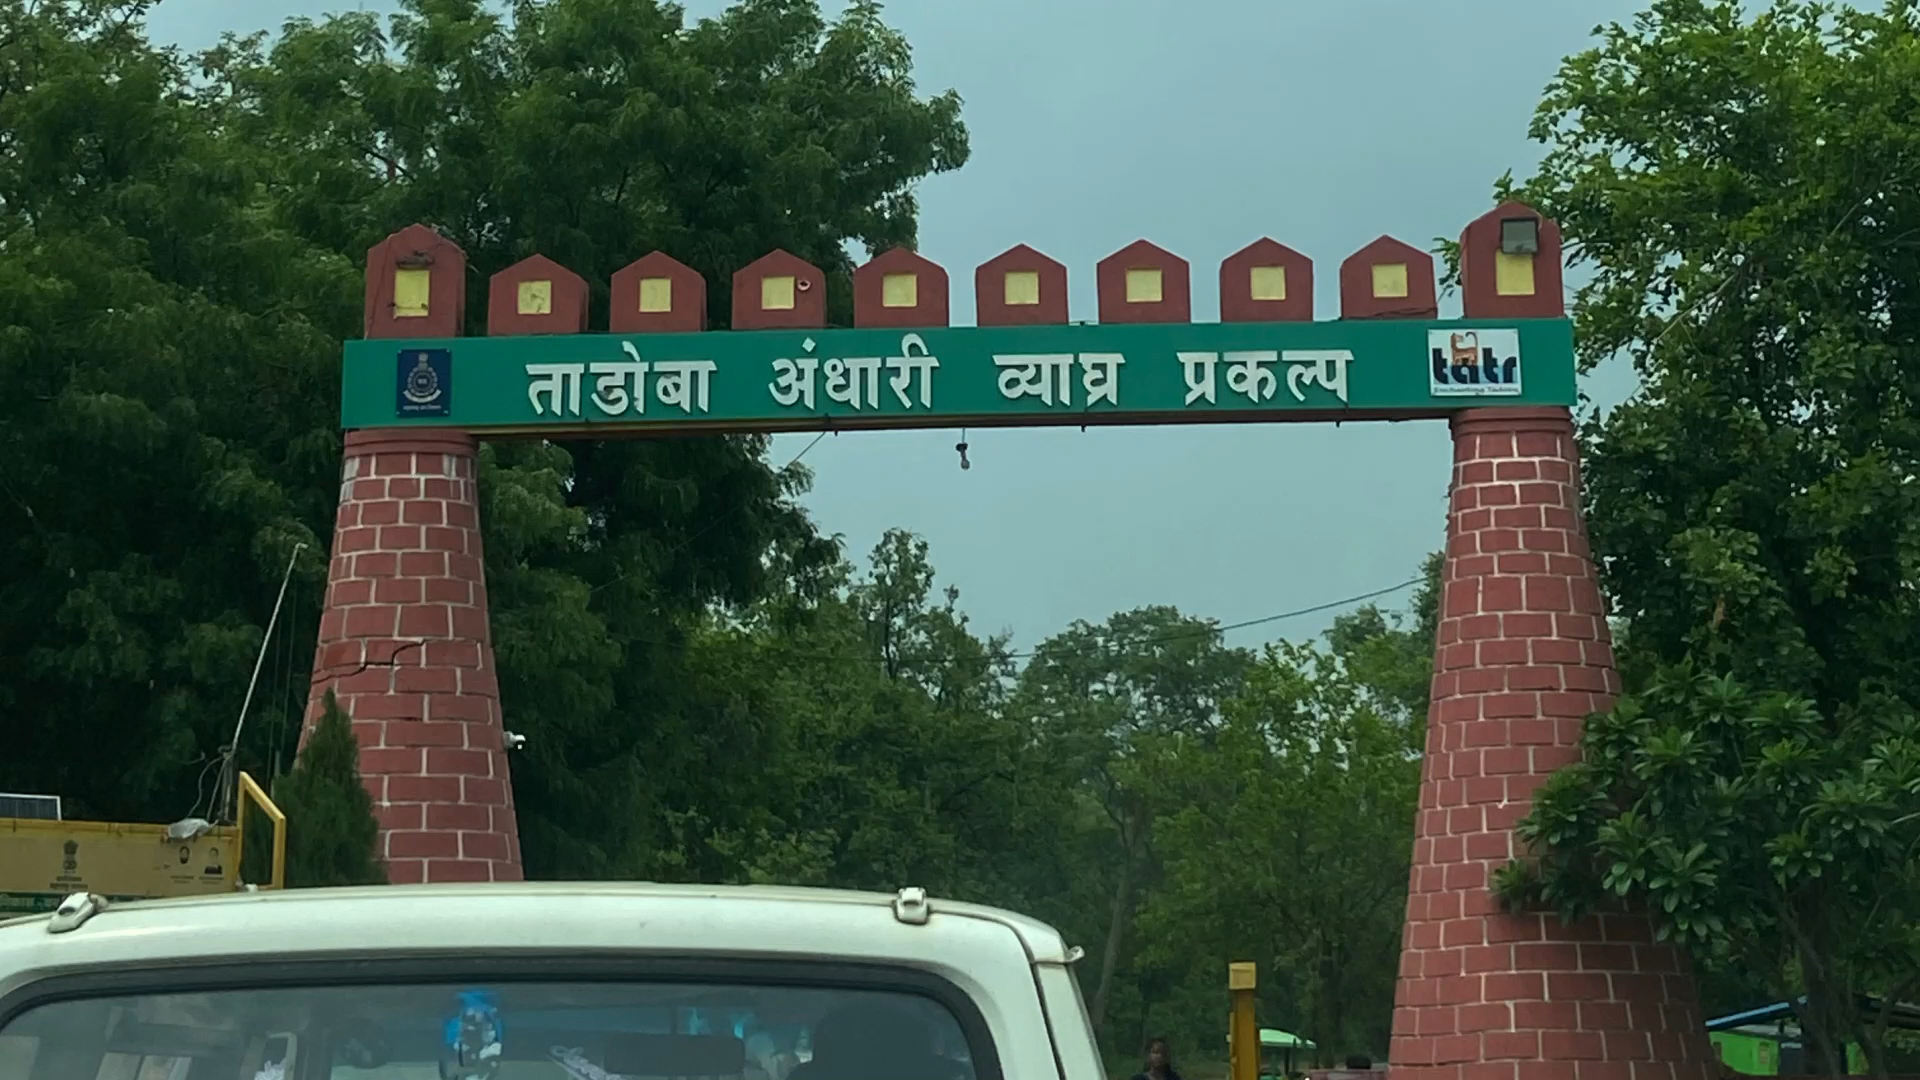 ताडोबा अंधारी व्याघ्र प्रकल्प
tatr